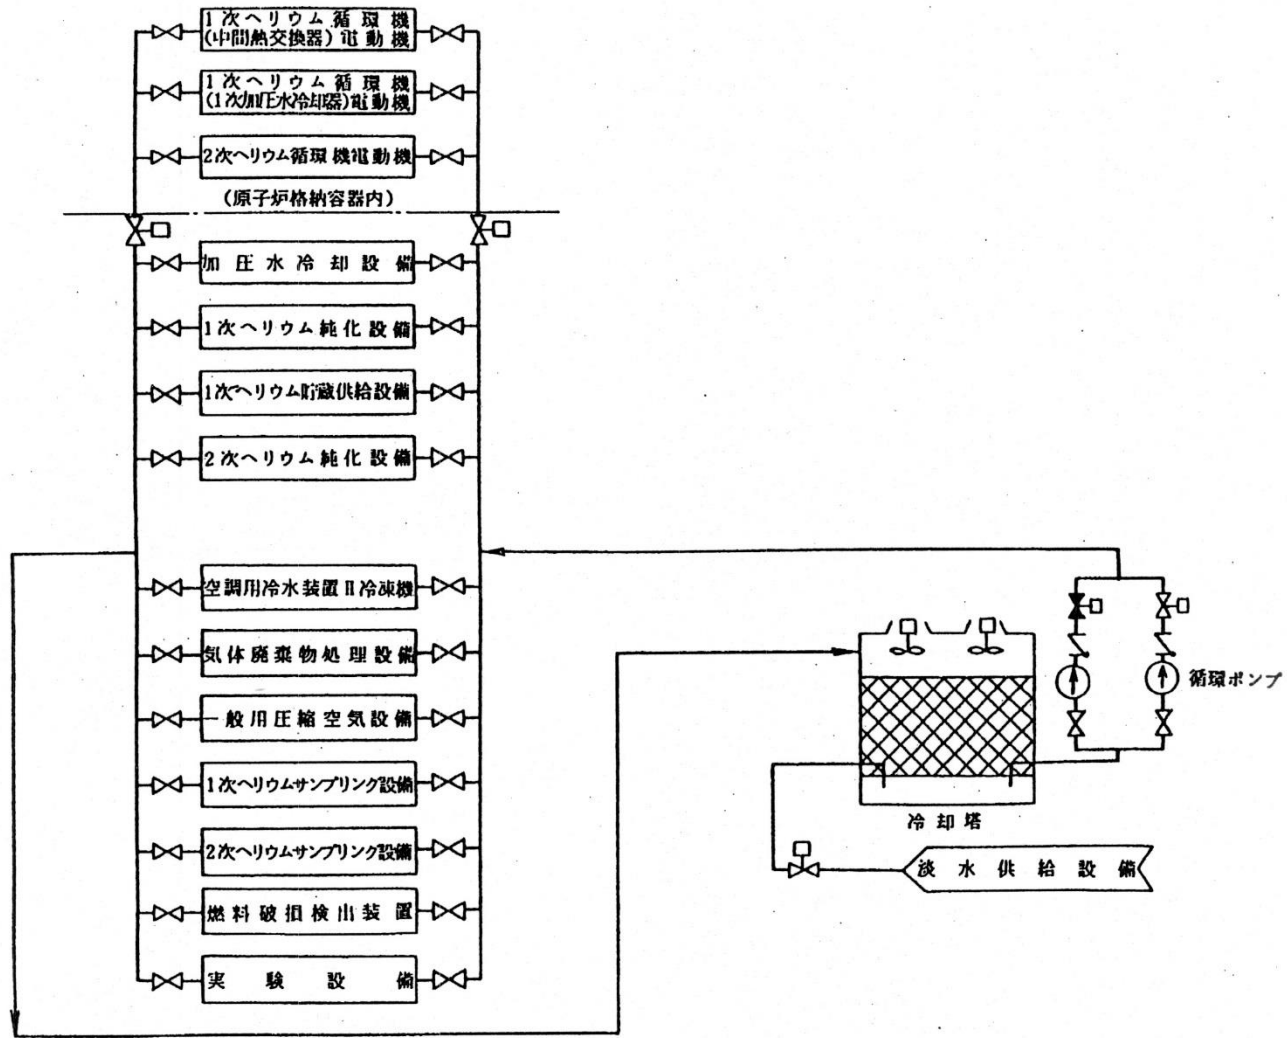 1次ヘリウム循環機
(中間熱交換器)電動機
1次ヘリウム循環機
(1次加圧水冷却器)電動機
2次ヘリウム循環機電動機
(原子炉格納容器内)
加圧水冷却設備
1次ヘリウム純化設備
1次ヘリウム貯蔵供給設備
2次ヘリウム純化設備
空調用冷水装置II冷凍機
気体廃棄物処理設備
一般用圧縮空気設備
1次ヘリウムサンプリング設備
2次ヘリウムサンプリング設備
燃料破損検出装置
実験設備
循環ポンプ
冷却塔
淡水供給設備